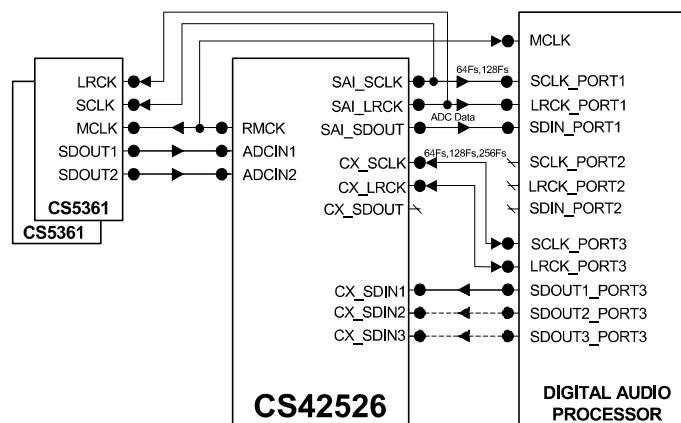 LRCK
SCLK
MCLK
SDOUT1
SDOUT2
CS5361
CS5361
RMCK
ADCIN1
ADCIN2
SAI_SCLK
SAI_LRCK
SAI_SDOUT
CX_SCLK
CX_LRCK
CX_SDOUT
CX_SDIN1
CX_SDIN2
CX_SDIN3
CS42526
64Fs,128Fs
ADC Data
64Fs,128Fs,256Fs
MCLK
SCLK_PORT1
LRCK_PORT1
SDIN_PORT1
SCLK_PORT2
LRCK_PORT2
SDIN_PORT2
SCLK_PORT3
LRCK_PORT3
SDOUT1_PORT3
SDOUT2_PORT3
SDOUT3_PORT3
DIGITAL AUDIO
PROCESSOR